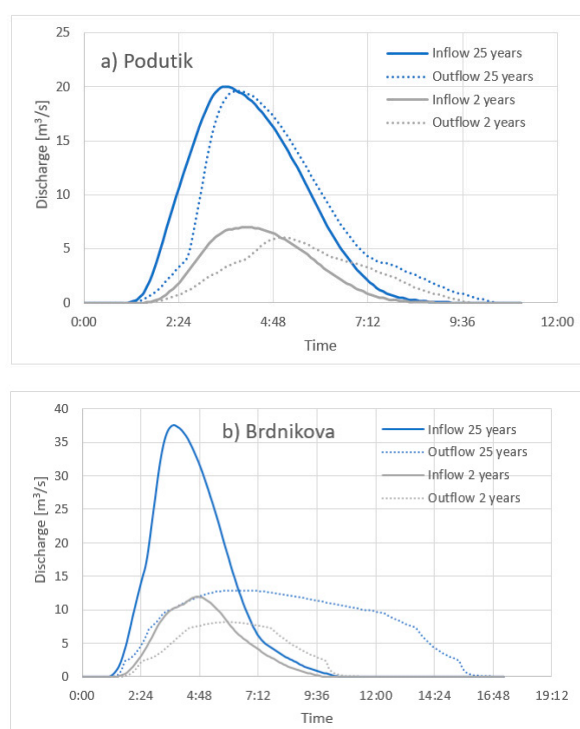 a) Podutik
Discharge [m³/s]
25
20
15
10
5
0
0:00 2:24 4:48 7:12 9:36 12:00
Time
Inflow 25 years
Outflow 25 years
Inflow 2 years
Outflow 2 years
b) Brdnikova
Discharge [m³/s]
40
35
30
25
20
15
10
5
0
0:00 2:24 4:48 7:12 9:36 12:00 14:24 16:48 19:12
Time
Inflow 25 years
Outflow 25 years
Inflow 2 years
Outflow 2 years